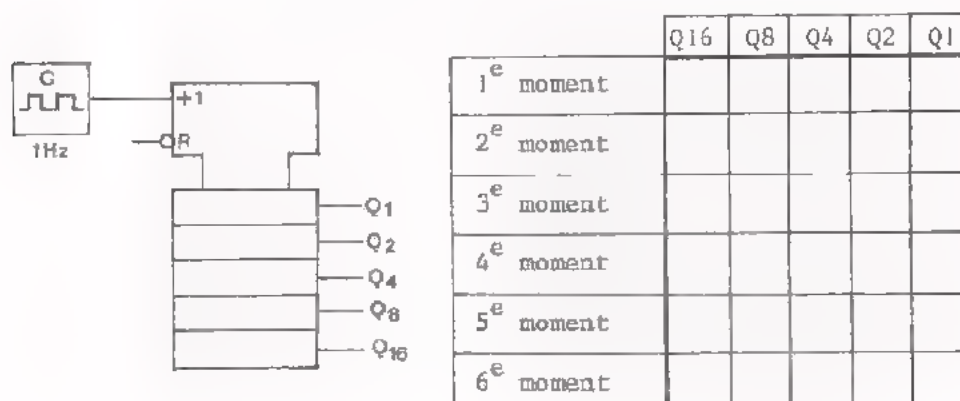 G
1Hz
+1
R
Q1
Q2
Q4
Q8
Q16
Q16 Q8 Q4 Q2 Q1
1e moment
2e moment
3e moment
4e moment
5e moment
6e moment